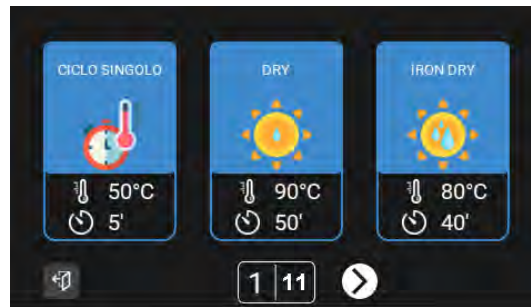 CICLO SINGOLO
50°C
5'
DRY
90°C
50'
IRON DRY
80°C
40'
1 11